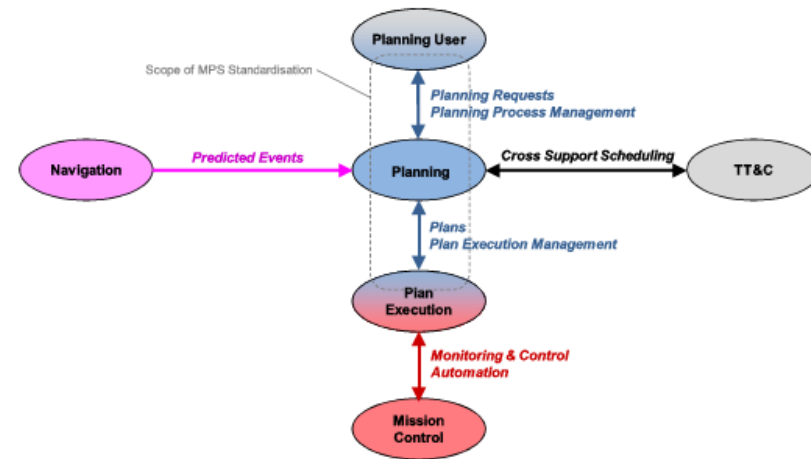 Planning User
Scope of MPS Standardisation
Planning Requests
Planning Process Management
Navigation
Predicted Events
Planning
Cross Support Scheduling
TT&C
Plans
Plan Execution Management
Plan
Execution
Monitoring & Control
Automation
Mission
Control